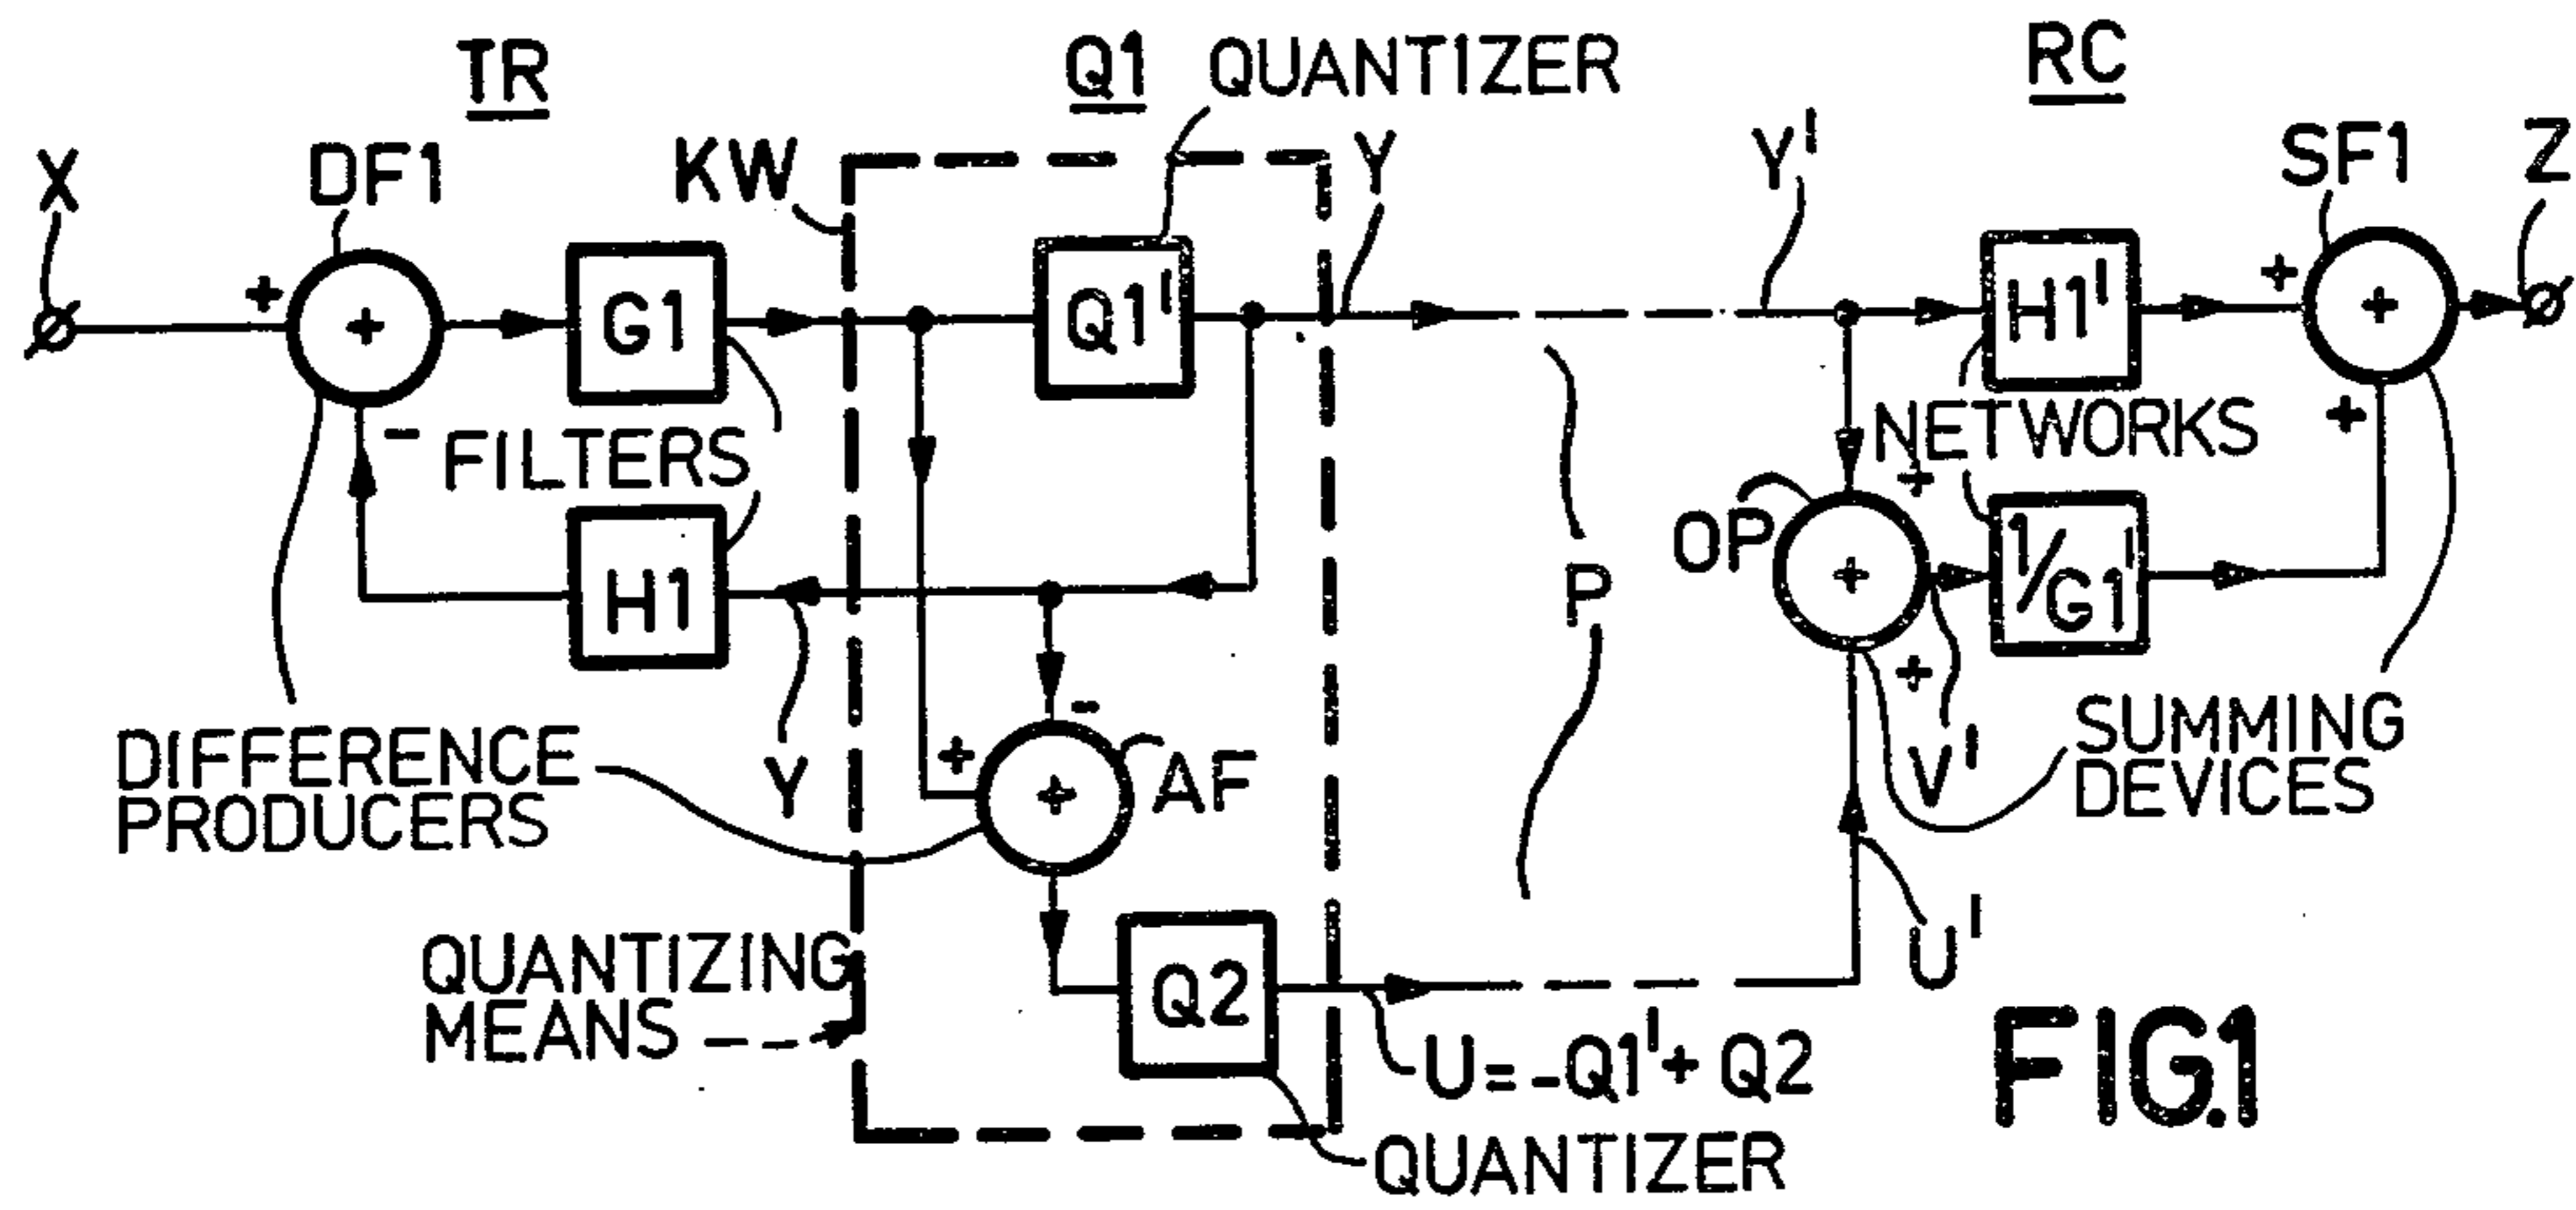 TR
Q1
QUANTIZER
RC
X
DF1
KW
Y
Y'
SF1
Z
+
+
G1
Q1'
H1'
+
+
-
FILTERS
NETWORKS
+
H1
P
OP
+
+
1/G1'
DIFFERENCE
PRODUCERS
Y
-
+
+
AF
+
V'
SUMMING
DEVICES
QUANTIZING
MEANS
Q2
U'
U=-Q1'+Q2
QUANTIZER
FIG.1